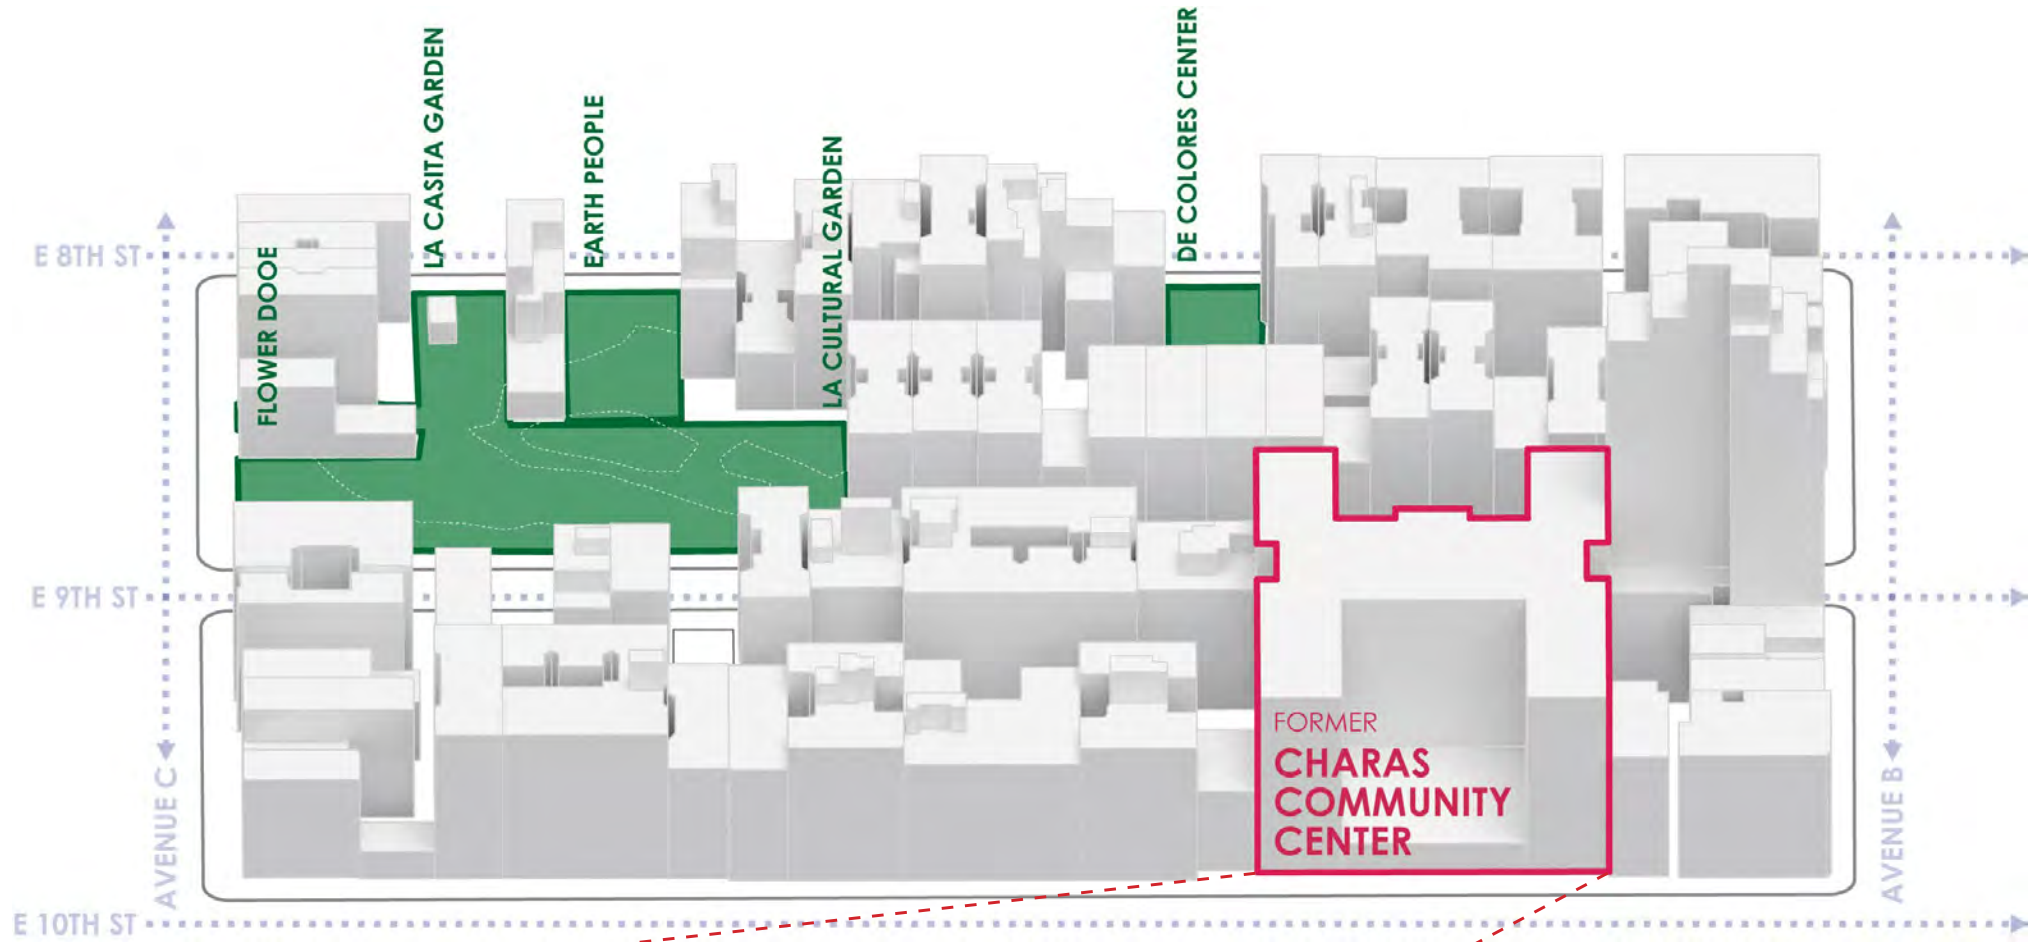 LA CASITA GARDEN
EARTH PEOPLE
LA CULTURAL GARDEN
DE COLORES CENTER
E 8TH ST
FLOWER DOOE
E 9TH ST
FORMER
CHARAS
COMMUNITY
CENTER
AVENUE C
AVENUE B
E 10TH ST